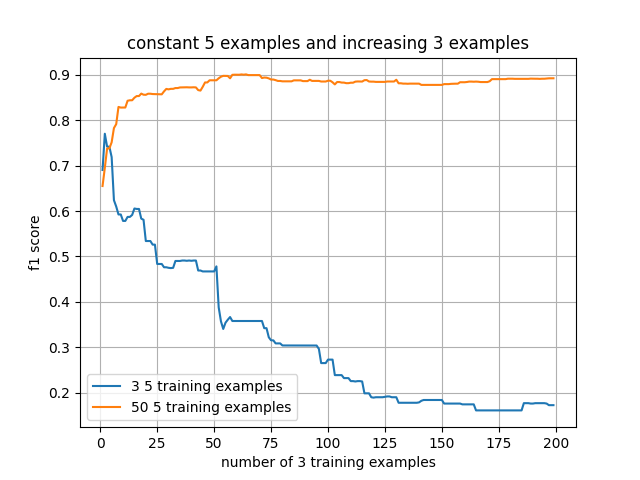 constant 5 examples and increasing 3 examples
f1 score
0.9
0.8
0.7
0.6
0.5
0.4
0.3
0.2
3 5 training examples
50 5 training examples
0 25 50 75 100 125 150 175 200
number of 3 training examples